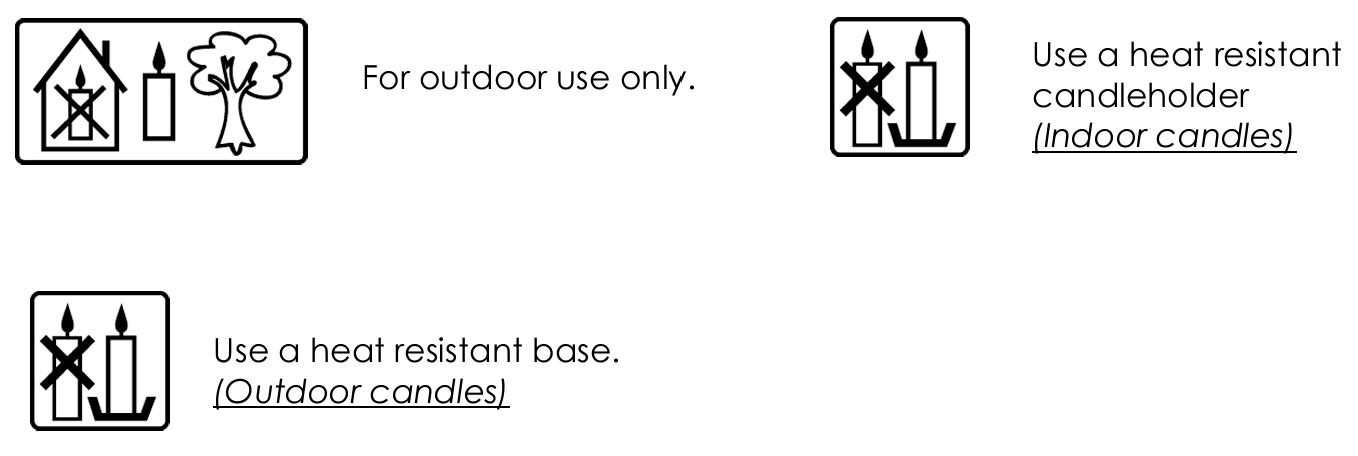 For outdoor use only.
Use a heat resistant
candleholder
(Indoor candles)
Use a heat resistant base.
(Outdoor candles)